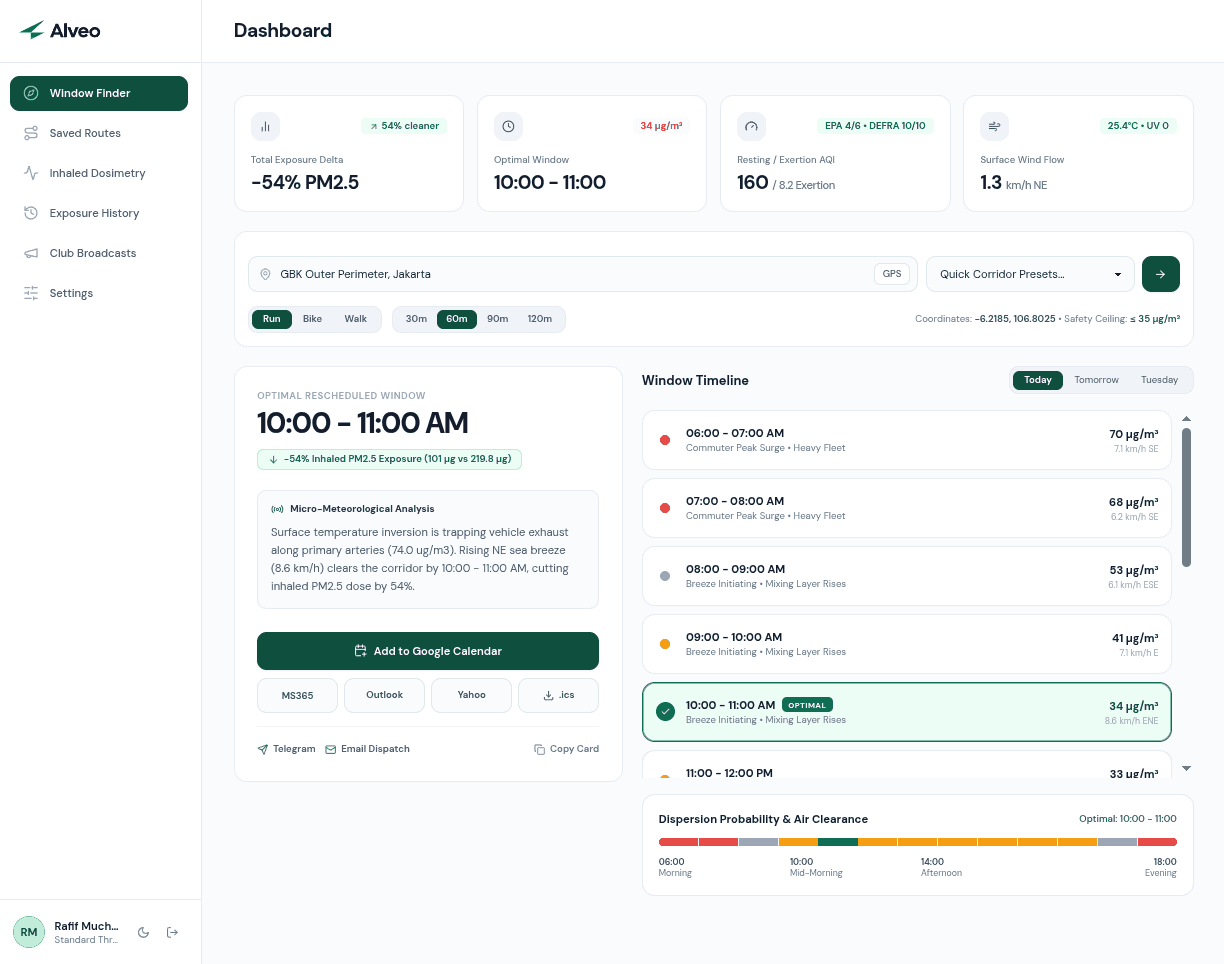 Alveo
Dashboard
Window Finder
Saved Routes
Inhaled Dosimetry
Exposure History
Club Broadcasts
Settings
54% cleaner
Total Exposure Delta
-54% PM2.5
34 µg/m³
Optimal Window
10:00 - 11:00
EPA 4/6 • DEFRA 10/10
Resting / Exertion AQI
160 / 8.2 Exertion
25.4°C • UV 0
Surface Wind Flow
1.3 km/h NE
GBK Outer Perimeter, Jakarta
GPS
Quick Corridor Presets...
Run Bike Walk
30m 60m 90m 120m
Coordinates: -6.2185, 106.8025 • Safety Ceiling: ≤ 35 µg/m³
OPTIMAL RESCHEDULED WINDOW
10:00 - 11:00 AM
-54% Inhaled PM2.5 Exposure (101 µg vs 219.8 µg)
Micro-Meteorological Analysis
Surface temperature inversion is trapping vehicle exhaust
along primary arteries (74.0 ug/m3). Rising NE sea breeze
(8.6 km/h) clears the corridor by 10:00 - 11:00 AM, cutting
inhaled PM2.5 dose by 54%.
Add to Google Calendar
MS365 Outlook Yahoo .ics
Telegram Email Dispatch Copy Card
Window Timeline
Today Tomorrow Tuesday
06:00 - 07:00 AM 70 µg/m³
Commuter Peak Surge • Heavy Fleet 7.1 km/h SE
07:00 - 08:00 AM 68 µg/m³
Commuter Peak Surge • Heavy Fleet 6.2 km/h SE
08:00 - 09:00 AM 53 µg/m³
Breeze Initiating • Mixing Layer Rises 6.1 km/h ESE
09:00 - 10:00 AM 41 µg/m³
Breeze Initiating • Mixing Layer Rises 7.1 km/h E
10:00 - 11:00 AM OPTIMAL 34 µg/m³
Breeze Initiating • Mixing Layer Rises 8.6 km/h ENE
11:00 - 12:00 PM 33 µg/m³
Dispersion Probability & Air Clearance Optimal: 10:00 - 11:00
06:00 10:00 14:00 18:00
Morning Mid-Morning Afternoon Evening
RM
Rafif Much...
Standard Thr...